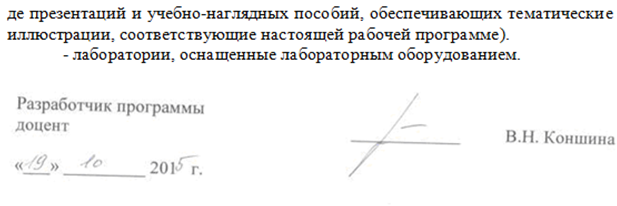 де презентаций и учебно-наглядных пособий, обеспечивающих тематические
иллюстрации, соответствующие настоящей рабочей программе).
- лаборатории, оснащенные лабораторным оборудованием.
Разработчик программы
доцент
В.Н. Коншина
«19» 10 2015 г.